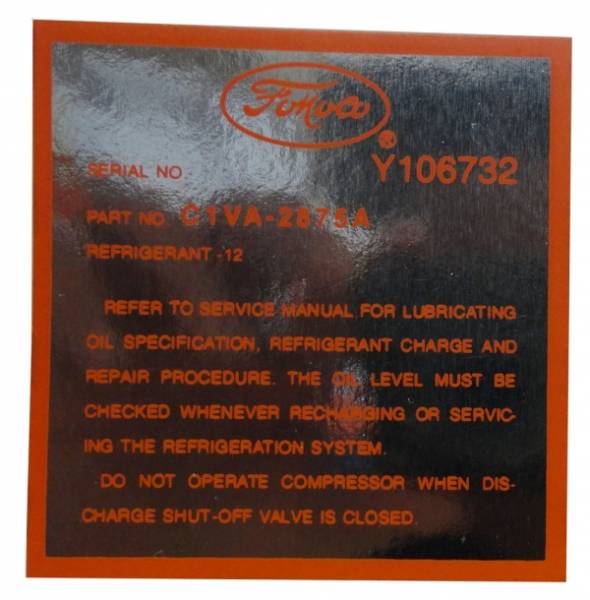 FoMoCo
®
SERIAL NO. Y106732
PART NO. C1VA-2875A
REFRIGERANT -12
REFER TO SERVICE MANUAL FOR LUBRICATING
OIL SPECIFICATION, REFRIGERANT CHARGE AND
REPAIR PROCEDURE. THE OIL LEVEL MUST BE
CHECKED WHENEVER RECHARGING OR SERVIC-
ING THE REFRIGERATION SYSTEM.
DO NOT OPERATE COMPRESSOR WHEN DIS-
CHARGE SHUT-OFF VALVE IS CLOSED.